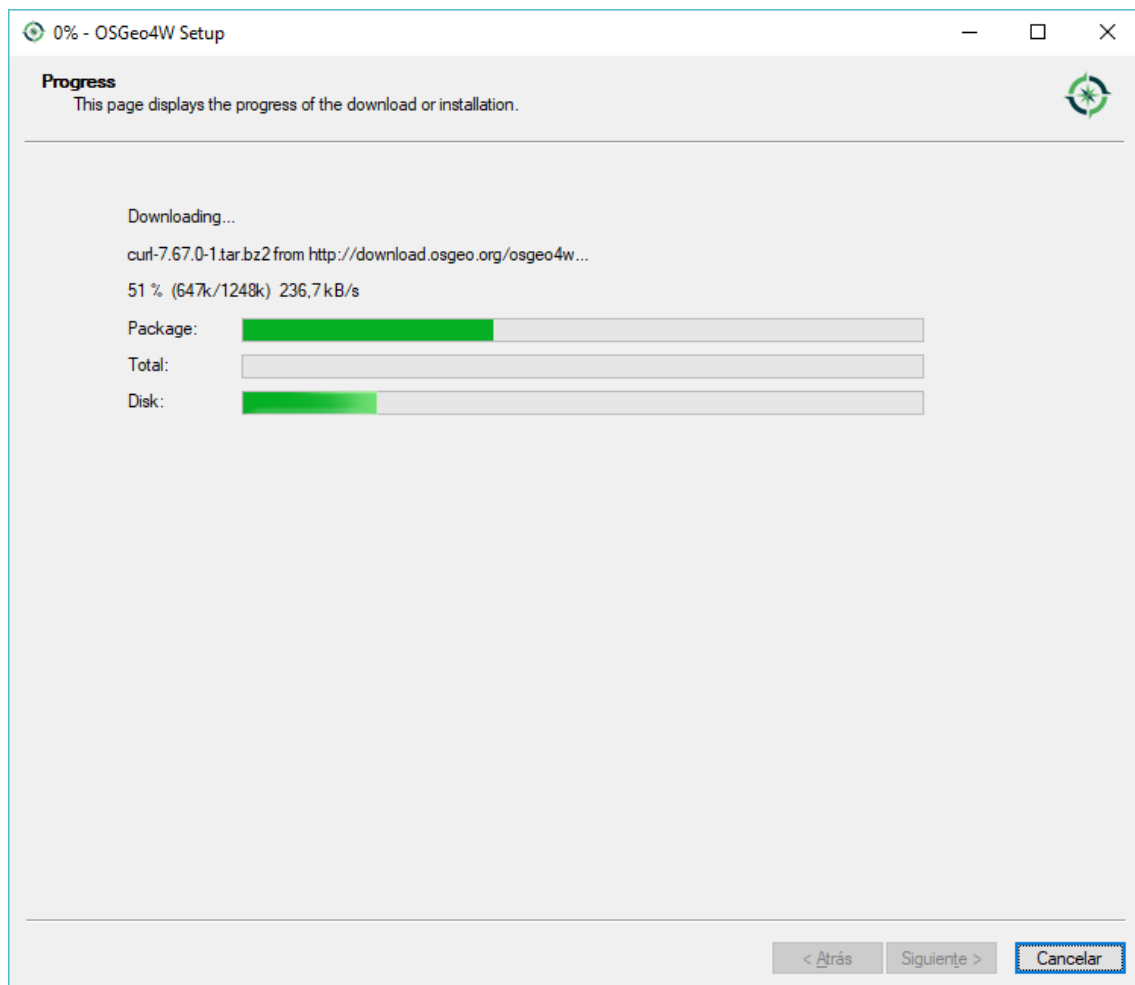 0% - OSGeo4W Setup
Progress
This page displays the progress of the download or installation.
Downloading...
curl-7.67.0-1.tar.bz2 from http://download.osgeo.org/osgeo4w...
51 % (647k/1248k) 236,7 kB/s
Package:
Total:
Disk:
< Atrás Siguiente > Cancelar